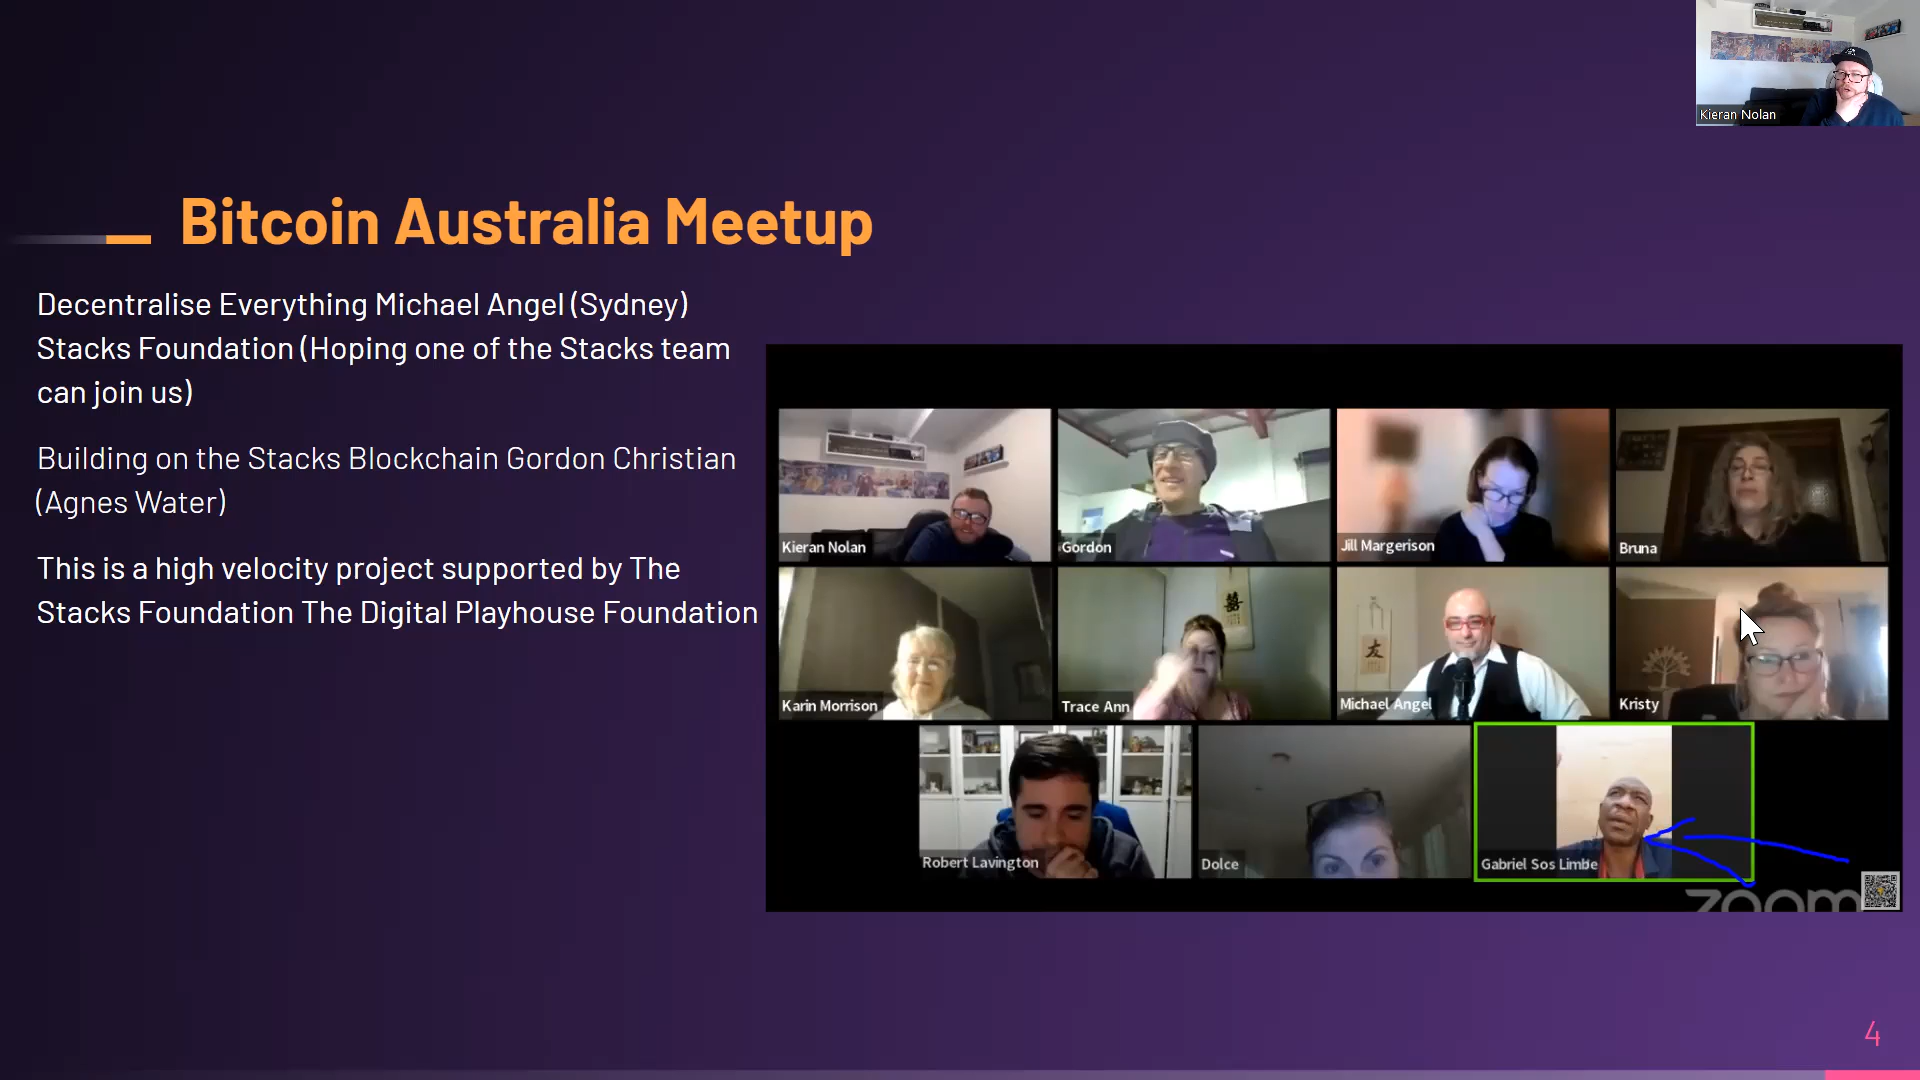 Kieran Nolan
Bitcoin Australia Meetup
Decentralise Everything Michael Angel (Sydney)
Stacks Foundation (Hoping one of the Stacks team
can join us)
Building on the Stacks Blockchain Gordon Christian
(Agnes Water)
This is a high velocity project supported by The
Stacks Foundation The Digital Playhouse Foundation
Kieran Nolan
Gordon
Jill Margerison
Bruna
囍
友
Karin Morrison
Trace Ann
Michael Angel
Kristy
Robert Lavington
Dolce
Gabriel Sos Limbe
zoom
4